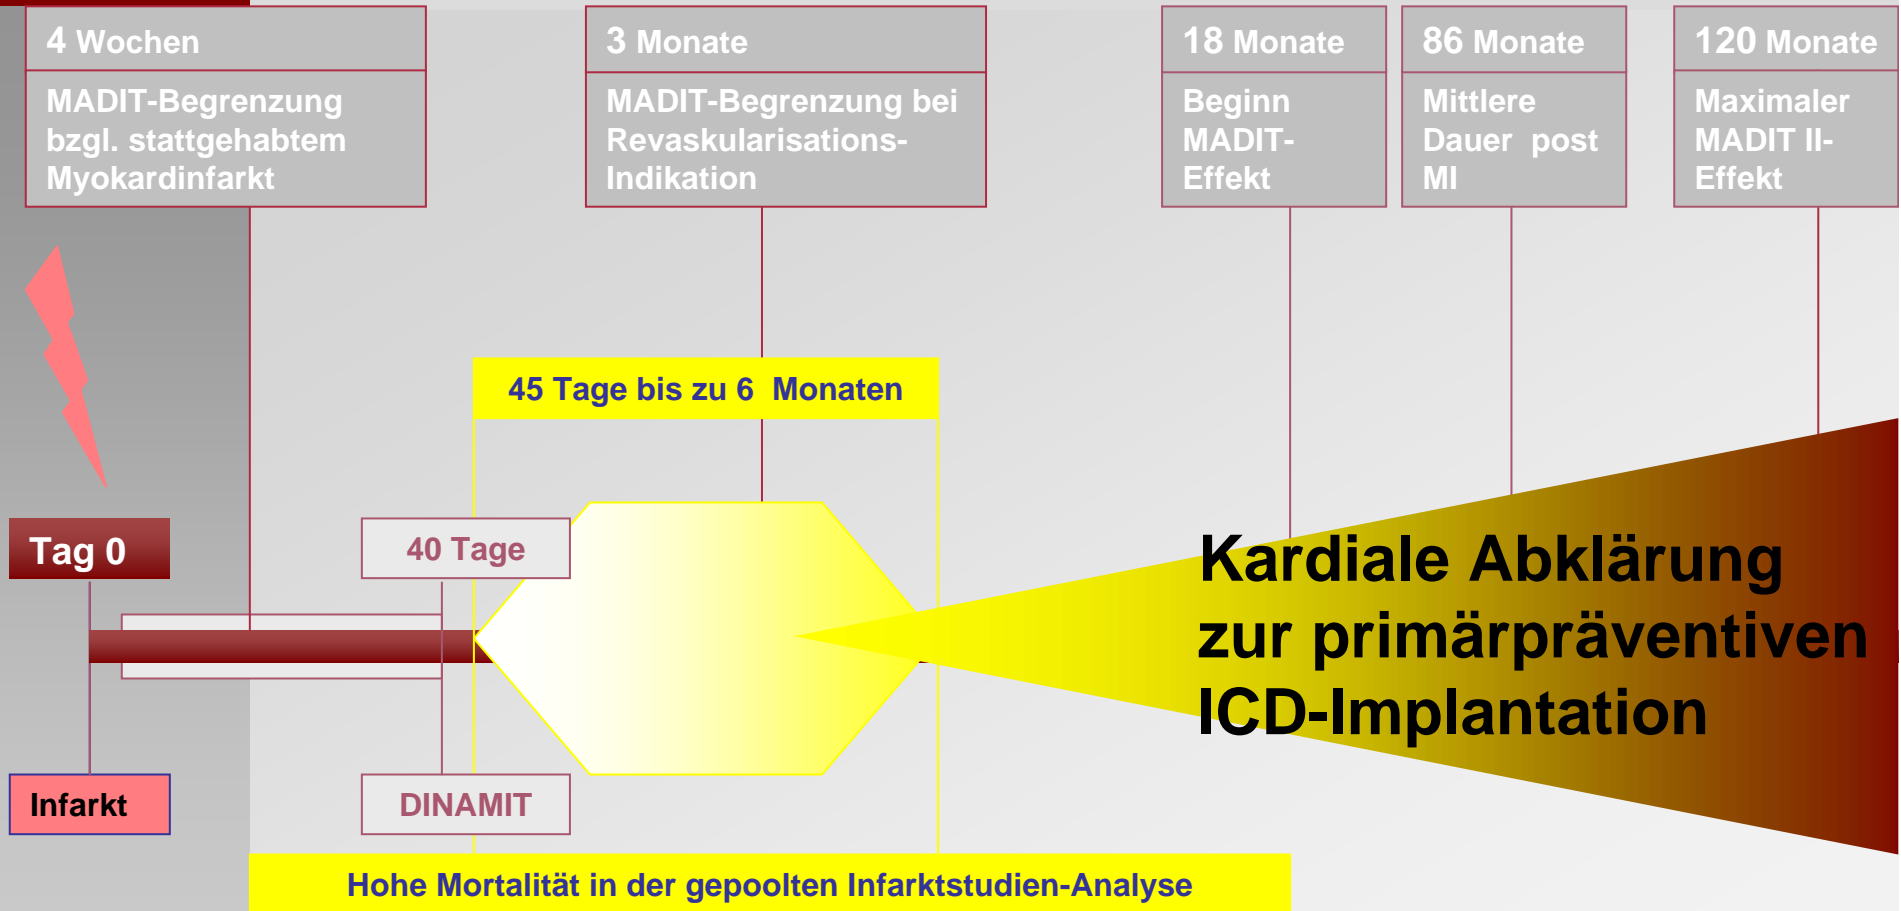 4 Wochen
MADIT-Begrenzung
bzgl. stattgehabtem
Myokardinfarkt
3 Monate
MADIT-Begrenzung bei
Revaskularisations-
Indikation
18 Monate
Beginn
MADIT-
Effekt
86 Monate
Mittlere
Dauer post
MI
120 Monate
Maximaler
MADIT II-
Effekt
45 Tage bis zu 6 Monaten
Tag 0
40 Tage
Kardiale Abklärung
zur primärpräventiven
ICD-Implantation
Infarkt
DINAMIT
Hohe Mortalität in der gepoolten Infarktstudien-Analyse